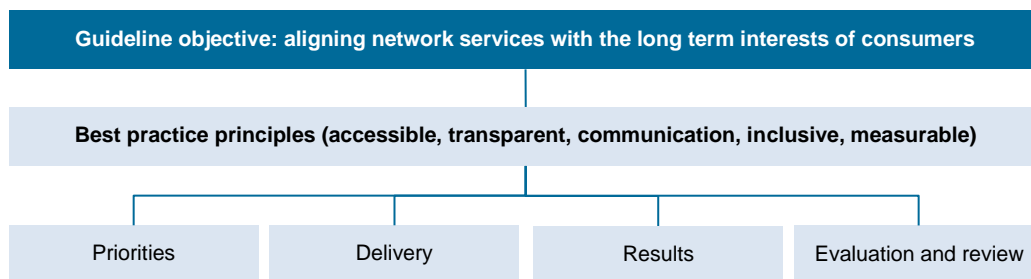 Guideline objective: aligning network services with the long term interests of consumers
Best practice principles (accessible, transparent, communication, inclusive, measurable)
Priorities
Delivery
Results
Evaluation and review